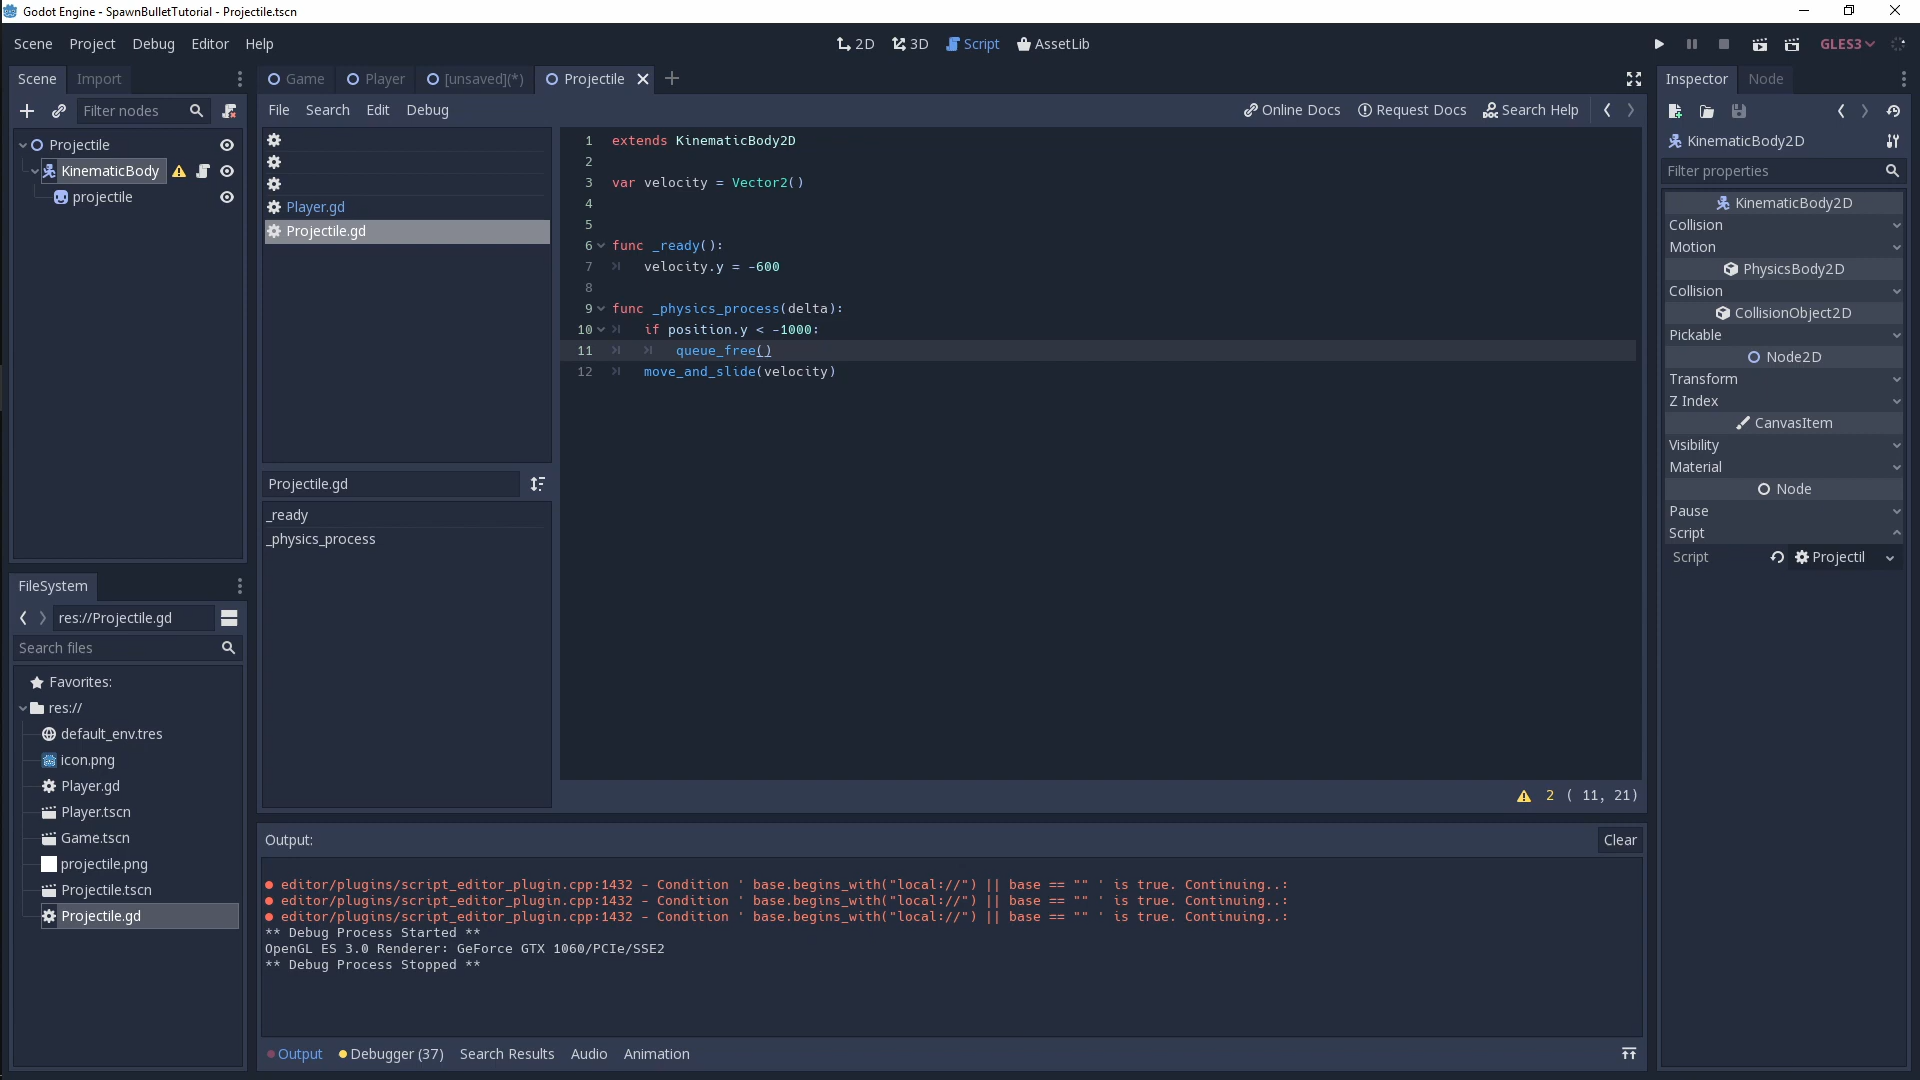 Godot Engine - SpawnBulletTutorial - Projectile.tscn
Scene Project Debug Editor Help
2D 3D Script AssetLib
GLES3
Scene Import
Filter nodes
Projectile
KinematicBody
projectile
FileSystem
res://Projectile.gd
Search files
Favorites:
res://
default_env.tres
icon.png
Player.gd
Player.tscn
Game.tscn
projectile.png
Projectile.tscn
Projectile.gd
Game Player [unsaved](*) Projectile
File Search Edit Debug
Online Docs Request Docs Search Help
Player.gd
Projectile.gd
Projectile.gd
_ready
_physics_process
1 extends KinematicBody2D
2
3 var velocity = Vector2()
4
5
6 func _ready():
7 velocity.y = -600
8
9 func _physics_process(delta):
10 if position.y < -1000:
11 queue_free()
12 move_and_slide(velocity)
2 ( 11, 21)
Output:
Clear
editor/plugins/script_editor_plugin.cpp:1432 - Condition ' base.begins_with("local://") || base == "" ' is true. Continuing..:
editor/plugins/script_editor_plugin.cpp:1432 - Condition ' base.begins_with("local://") || base == "" ' is true. Continuing..:
editor/plugins/script_editor_plugin.cpp:1432 - Condition ' base.begins_with("local://") || base == "" ' is true. Continuing..:
** Debug Process Started **
OpenGL ES 3.0 Renderer: GeForce GTX 1060/PCIe/SSE2
** Debug Process Stopped **
Output Debugger (37) Search Results Audio Animation
Inspector Node
KinematicBody2D
Filter properties
KinematicBody2D
Collision
Motion
PhysicsBody2D
Collision
CollisionObject2D
Pickable
Node2D
Transform
Z Index
CanvasItem
Visibility
Material
Node
Pause
Script
Script Projectil